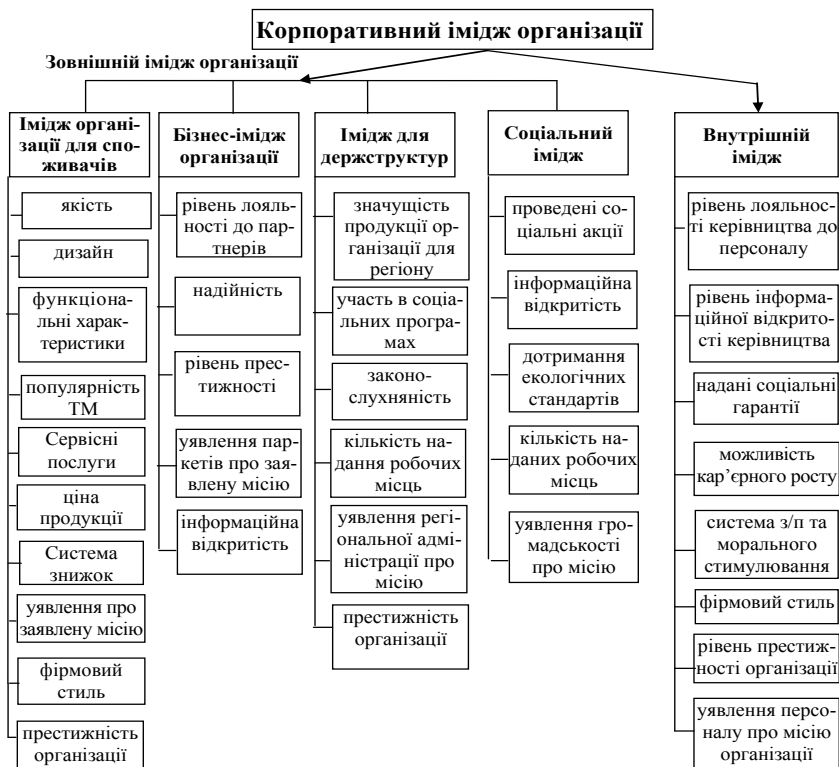 Корпоративний імідж організації
Зовнішній імідж організації
Імідж органі-
зації для спо-
живачів
якість
дизайн
функціона-
льні харак-
теристики
популярність
ТМ
Сервісні
послуги
ціна
продукції
Система
знижок
уявлення про
заявлену місію
фірмовий
стиль
престижність
організації
Бізнес-імідж
організації
рівень лояль-
ності до парт-
нерів
надійність
рівень прес-
тижності
уявлення пар-
кетів про заяв-
лену місію
інформаційна
відкритість
Імідж для
держструктур
значущість
продукції ор-
ганізації для
регіону
участь в соці-
альних програ-
мах
законо-
слухняність
кількість на-
дання робочих
місць
уявлення регі-
ональної адмі-
ністрації про
місію
престижність
організації
Соціальний
імідж
проведені со-
ціальні акції
інформаційна
відкритість
дотримання
екологічних
стандартів
кількість на-
даних робочих
місць
уявлення гро-
мадськості
про місію
Внутрішній
імідж
рівень лояльнос-
ті керівництва до
персоналу
рівень інформа-
ційної відкрито-
сті керівництва
надані соціальні
гарантії
можливість
кар’єрного росту
система з/п та
морального
стимулювання
фірмовий стиль
рівень престиж-
ності організації
уявлення персо-
налу про місію
організації